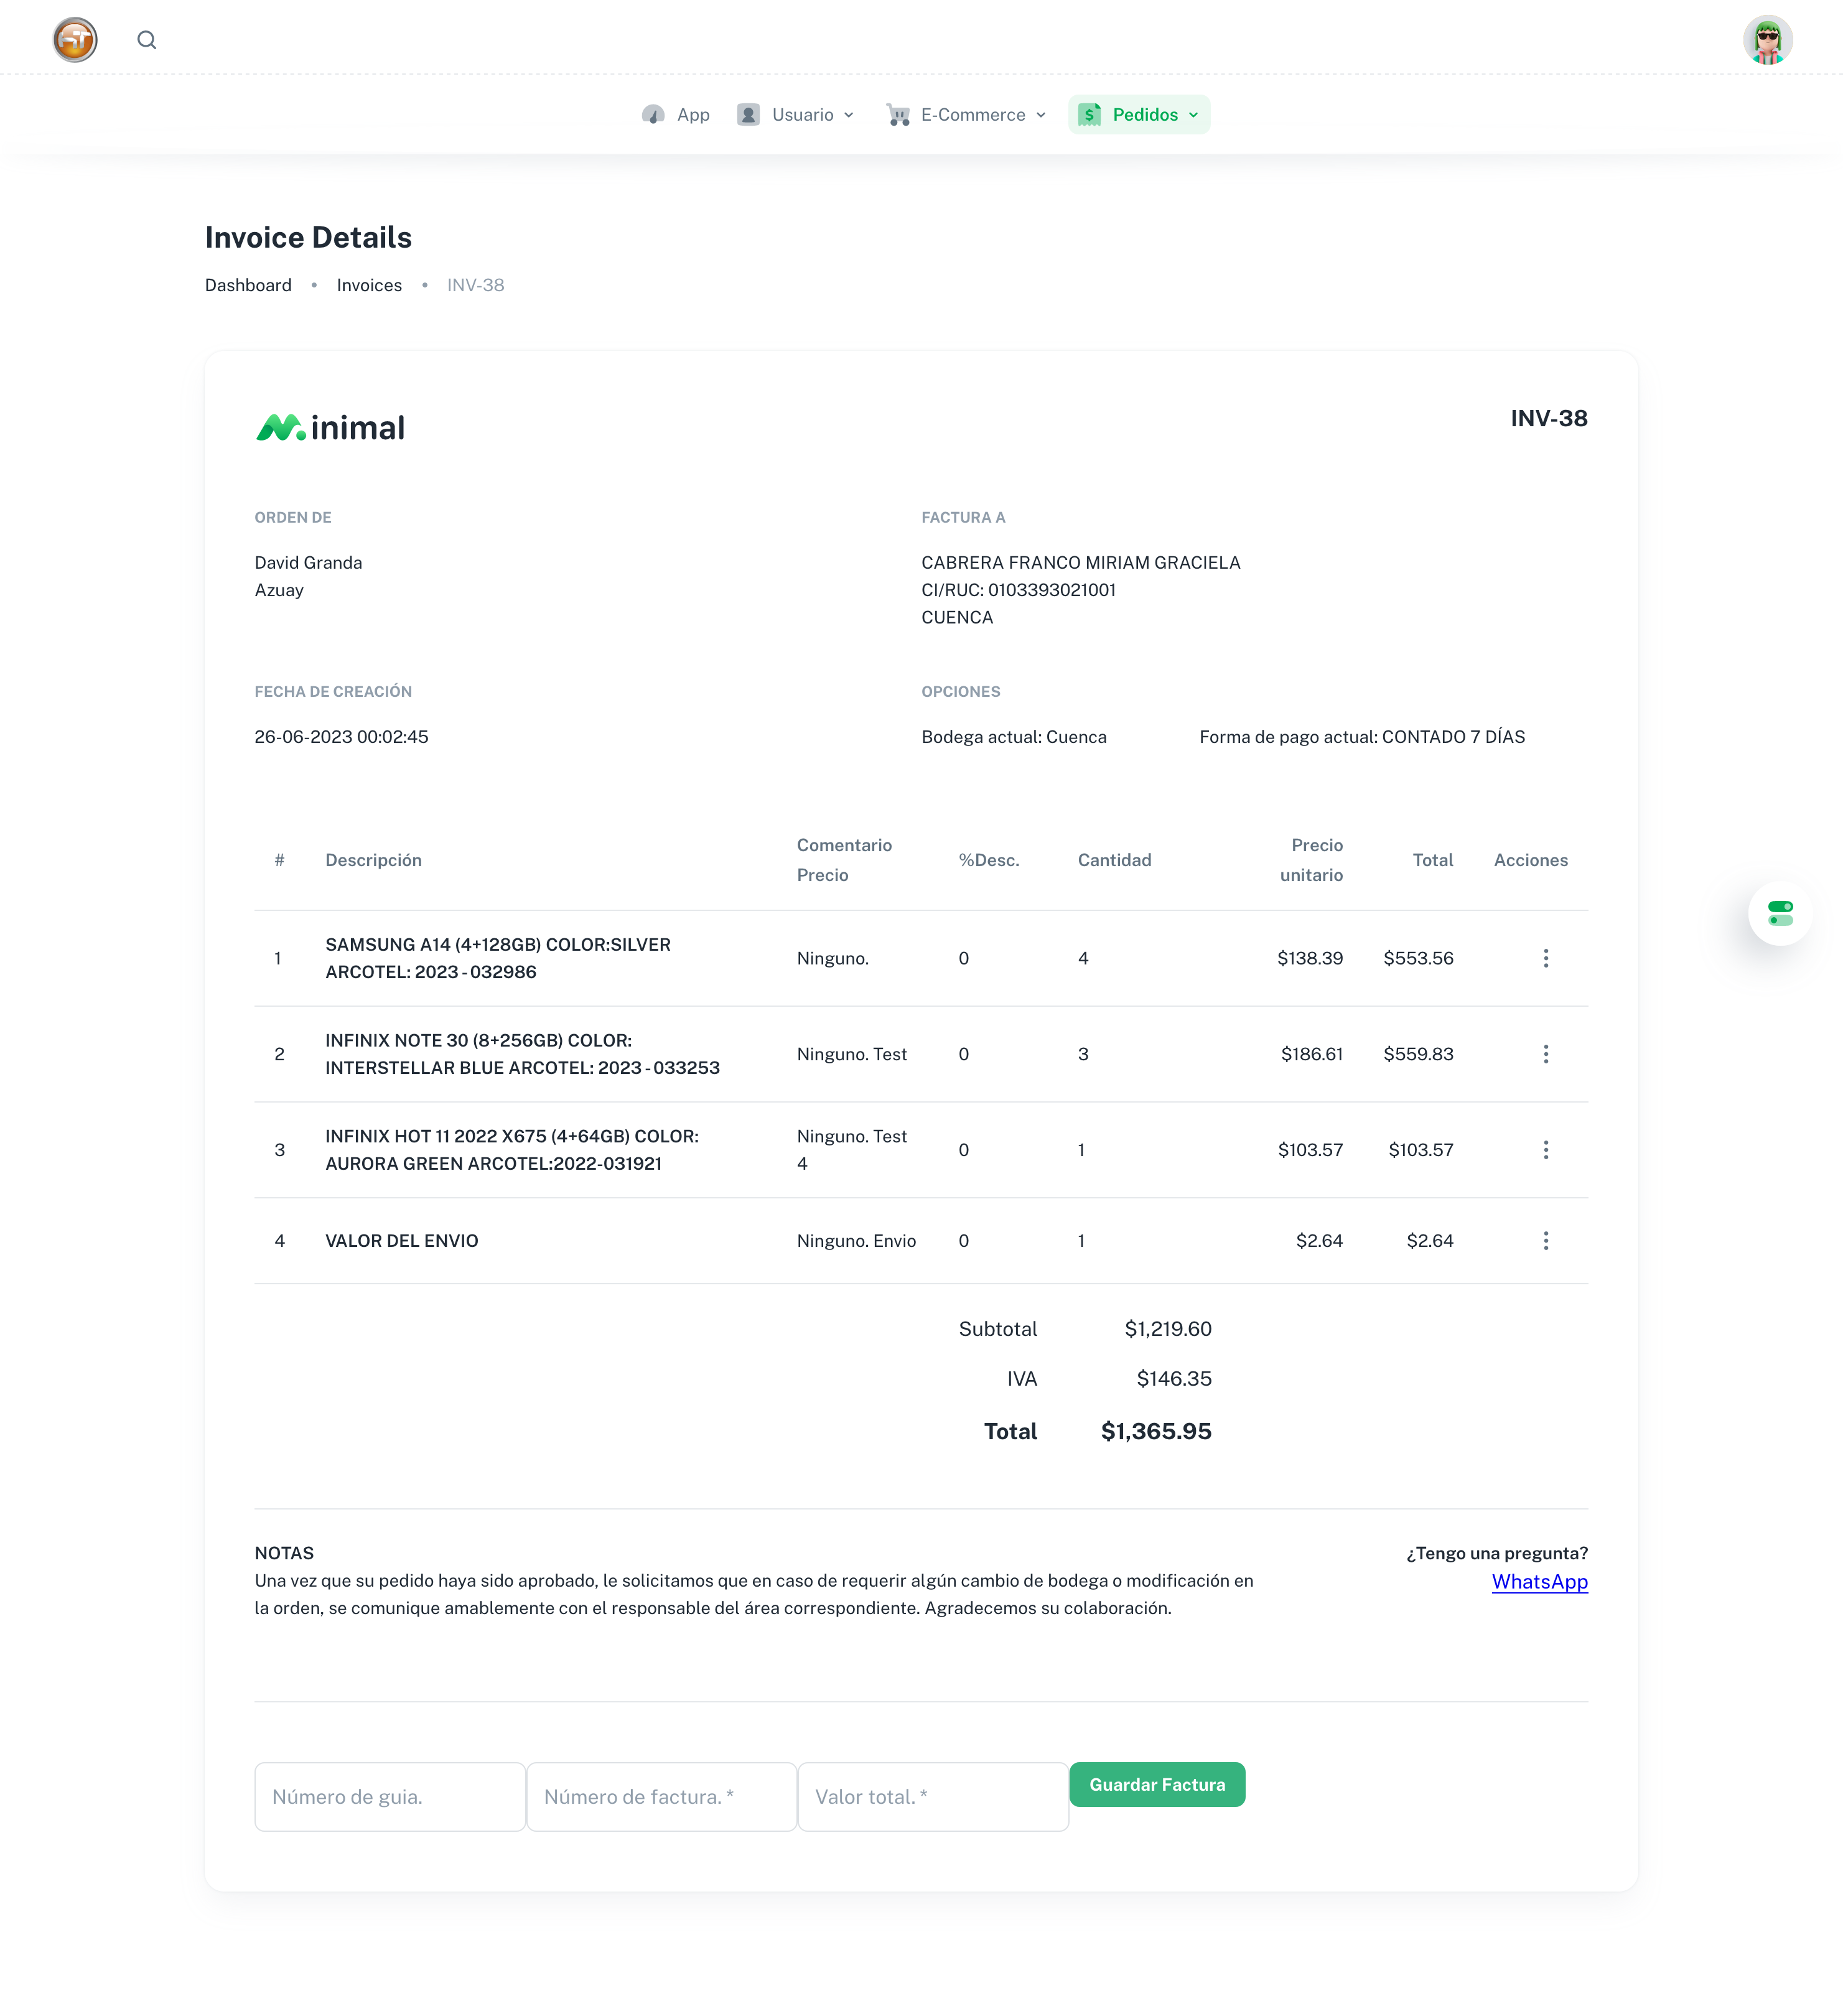 App Usuario E-Commerce Pedidos
Invoice Details
Dashboard • Invoices • INV-38
inimal
INV-38
ORDEN DE
David Granda
Azuay
FACTURA A
CABRERA FRANCO MIRIAM GRACIELA
CI/RUC: 0103393021001
CUENCA
FECHA DE CREACIÓN
26-06-2023 00:02:45
OPCIONES
Bodega actual: Cuenca
Forma de pago actual: CONTADO 7 DÍAS
# Descripción Comentario Precio %Desc. Cantidad Precio unitario Total Acciones
1 SAMSUNG A14 (4+128GB) COLOR:SILVER Ninguno. 0 4 $138.39 $553.56
ARCOTEL: 2023 - 032986
2 INFINIX NOTE 30 (8+256GB) COLOR: Ninguno. Test 0 3 $186.61 $559.83
INTERSTELLAR BLUE ARCOTEL: 2023 - 033253
3 INFINIX HOT 11 2022 X675 (4+64GB) COLOR: Ninguno. Test 4 0 1 $103.57 $103.57
AURORA GREEN ARCOTEL:2022-031921
4 VALOR DEL ENVIO Ninguno. Envio 0 1 $2.64 $2.64
Subtotal $1,219.60
IVA $146.35
Total $1,365.95
NOTAS
Una vez que su pedido haya sido aprobado, le solicitamos que en caso de requerir algún cambio de bodega o modificación en
la orden, se comunique amablemente con el responsable del área correspondiente. Agradecemos su colaboración.
¿Tengo una pregunta?
WhatsApp
Número de guia. Número de factura. * Valor total. * Guardar Factura